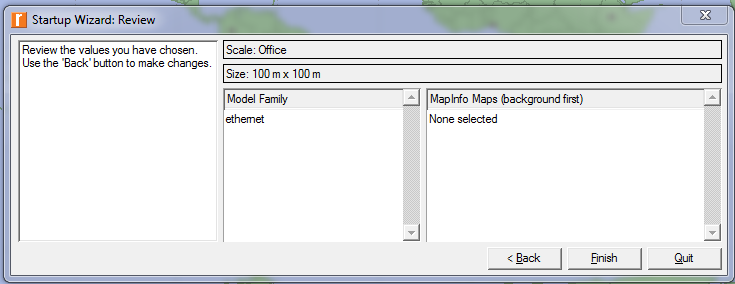 Startup Wizard: Review
Review the values you have chosen.
Use the 'Back' button to make changes.
Scale: Office
Size: 100 m x 100 m
Model Family
ethernet
MapInfo Maps (background first)
None selected
< Back
Finish
Quit